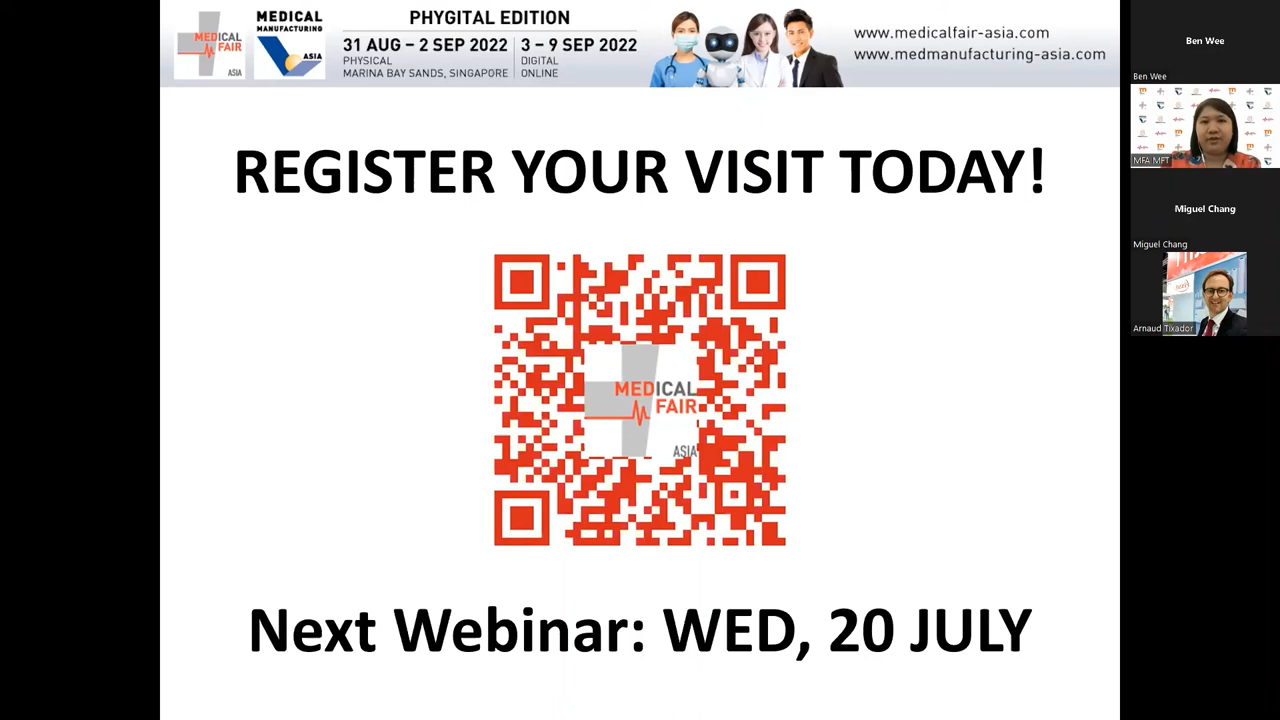 MEDICAL
FAIR
ASIA
MEDICAL
MANUFACTURING
ASIA
PHYGITAL EDITION
31 AUG – 2 SEP 2022
PHYSICAL
MARINA BAY SANDS, SINGAPORE
3 – 9 SEP 2022
DIGITAL
ONLINE
www.medicalfair-asia.com
www.medmanufacturing-asia.com
REGISTER YOUR VISIT TODAY!
MEDICAL
FAIR
ASIA
Next Webinar: WED, 20 JULY
Ben Wee
Ben Wee
MFA MFT
Miguel Chang
Miguel Chang
Arnaud Tixador